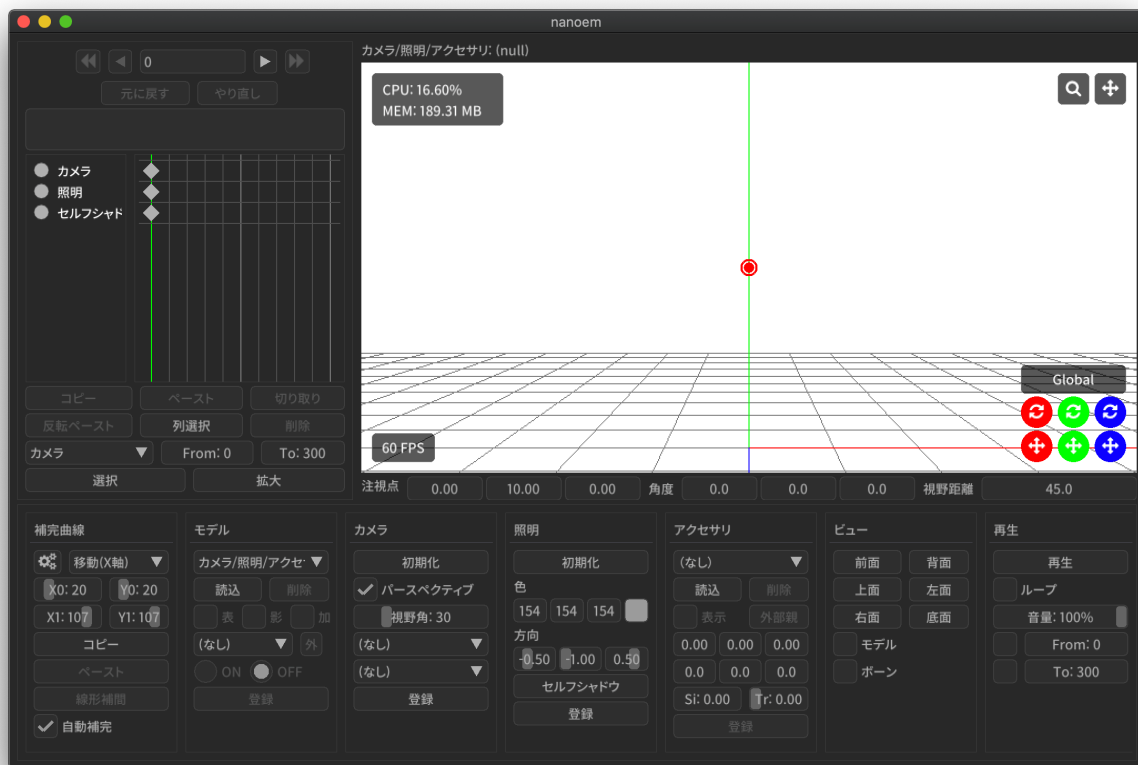 nanoem
0
元に戻す やり直し
カメラ
照明
セルフシャド
コピー ペースト 切り取り
反転ペースト 列選択 削除
カメラ From: 0 To: 300
選択 拡大
カメラ/照明/アクセサリ: (null)
CPU: 16.60%
MEM: 189.31 MB
Global
60 FPS
注視点 0.00 10.00 0.00 角度 0.0 0.0 0.0 視野距離 45.0
補完曲線
移動(X軸)
X0: 20 Y0: 20
X1: 107 Y1: 107
コピー
ペースト
線形補間
自動補完
モデル
カメラ/照明/アクセ
読込 削除
表 影 加
(なし) 外
ON OFF
登録
カメラ
初期化
パースペクティブ
視野角: 30
(なし)
(なし)
登録
照明
初期化
色
154 154 154
方向
-0.50 -1.00 0.50
セルフシャドウ
登録
アクセサリ
(なし)
読込 削除
表示 外部親
0.00 0.00 0.00
0.0 0.0 0.0
Si: 0.00 Tr: 0.00
登録
ビュー
前面 背面
上面 左面
右面 底面
モデル
ボーン
再生
再生
ループ
音量: 100%
From: 0
To: 300